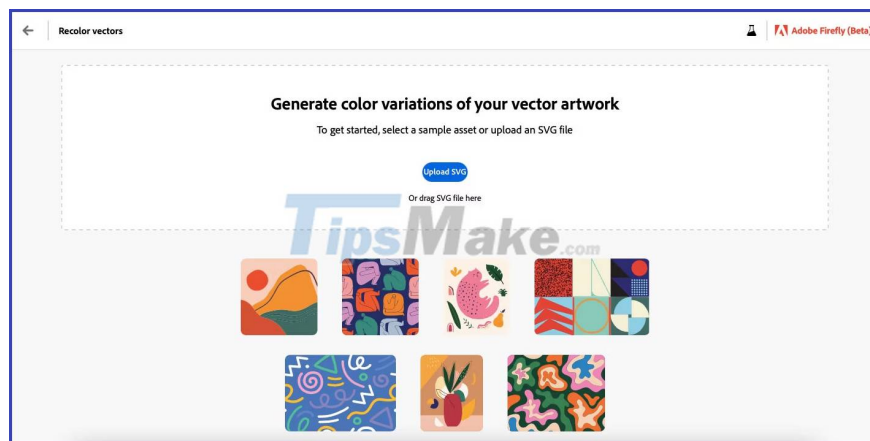 Recolor vectors
Adobe Firefly (Beta)
Generate color variations of your vector artwork
To get started, select a sample asset or upload an SVG file
Upload SVG
Or drag SVG file here
TipsMake.com